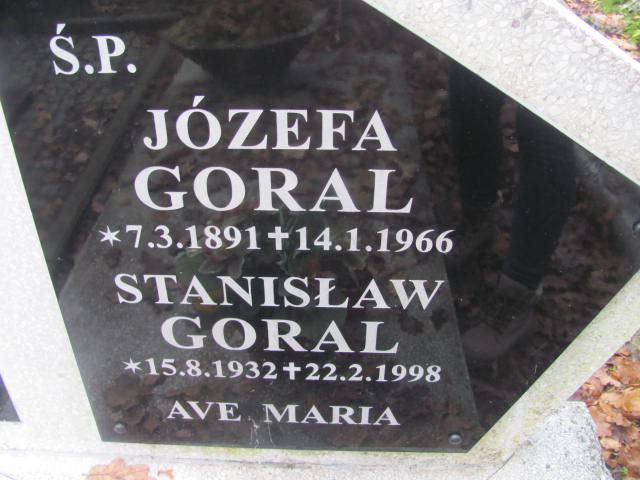 Ś.P.
JÓZEFA
GORAL
*7.3.1891✝14.1.1966
STANISŁAW
GORAL
*15.8.1932✝22.2.1998
AVE MARIA